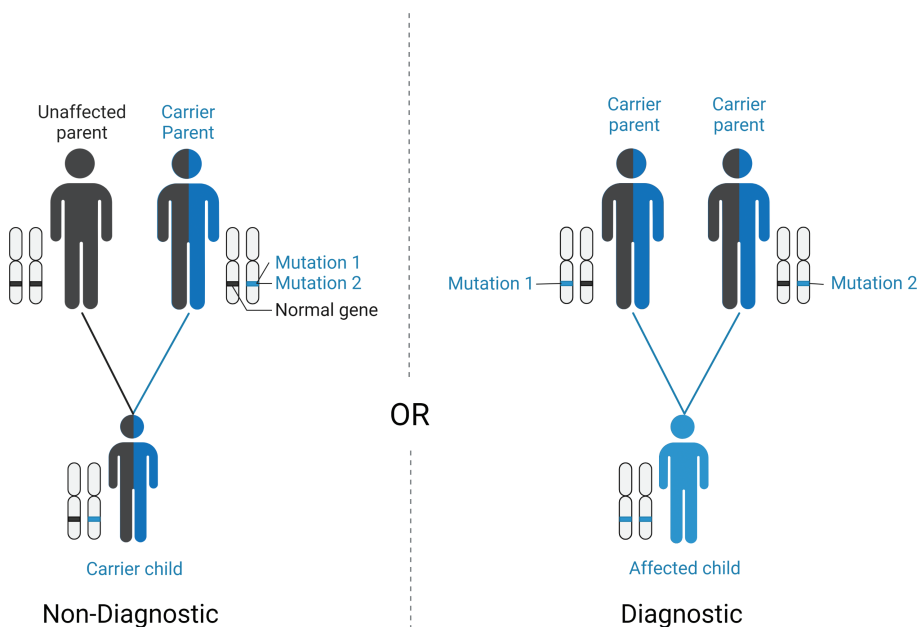 Unaffected
parent
Carrier
Parent
Mutation 1
Mutation 2
Normal gene
Carrier child
Non-Diagnostic
OR
Carrier
parent
Carrier
parent
Mutation 1
Mutation 2
Affected child
Diagnostic